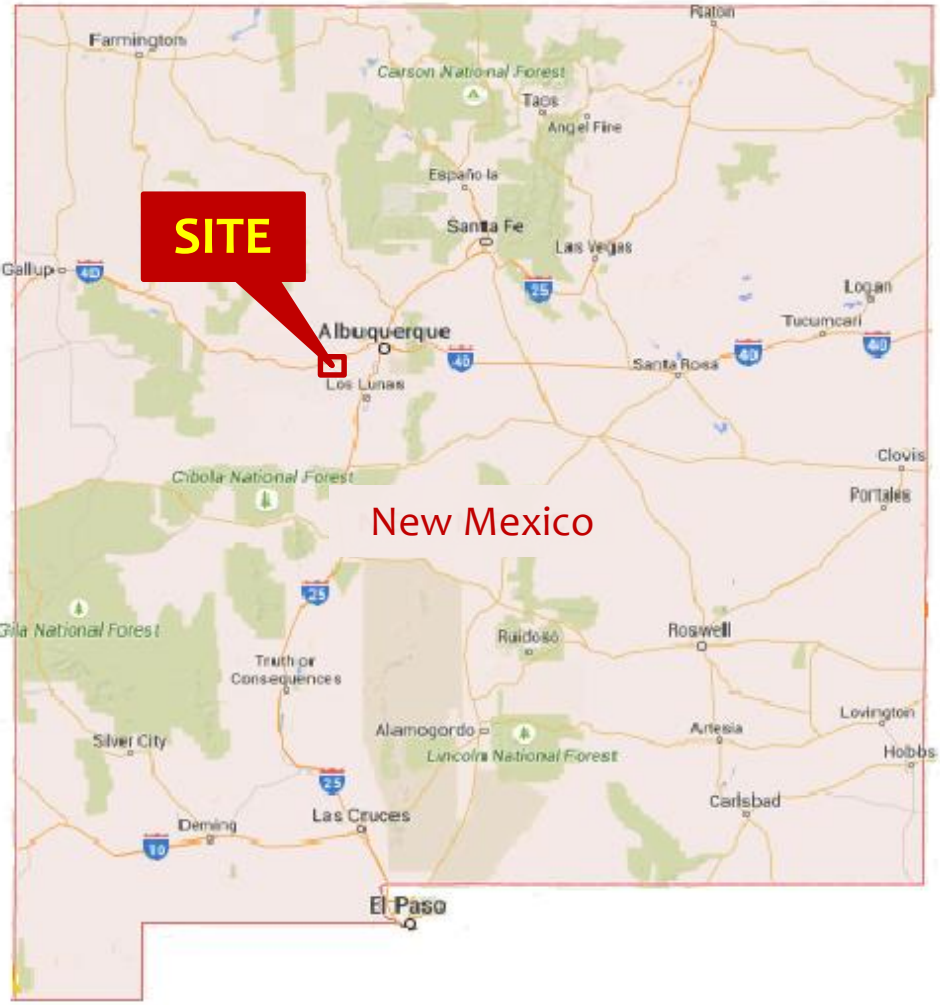 Raton
Farmington
Carson National Forest
Taos
Angel Fire
Española
SITE
Santa Fe
Las Vegas
Gallup
40
25
Logan
Albuquerque
Tucumcari
40
40
40
Santa Rosa
Los Lunas
Clovis
Cibola National Forest
Portales
New Mexico
25
Gila National Forest
Ruidoso
Roswell
Truth or
Consequences
Lovington
Alamogordo
Artesia
Silver City
Lincoln National Forest
Hobbs
25
Carlsbad
Las Cruces
Deming
10
El Paso